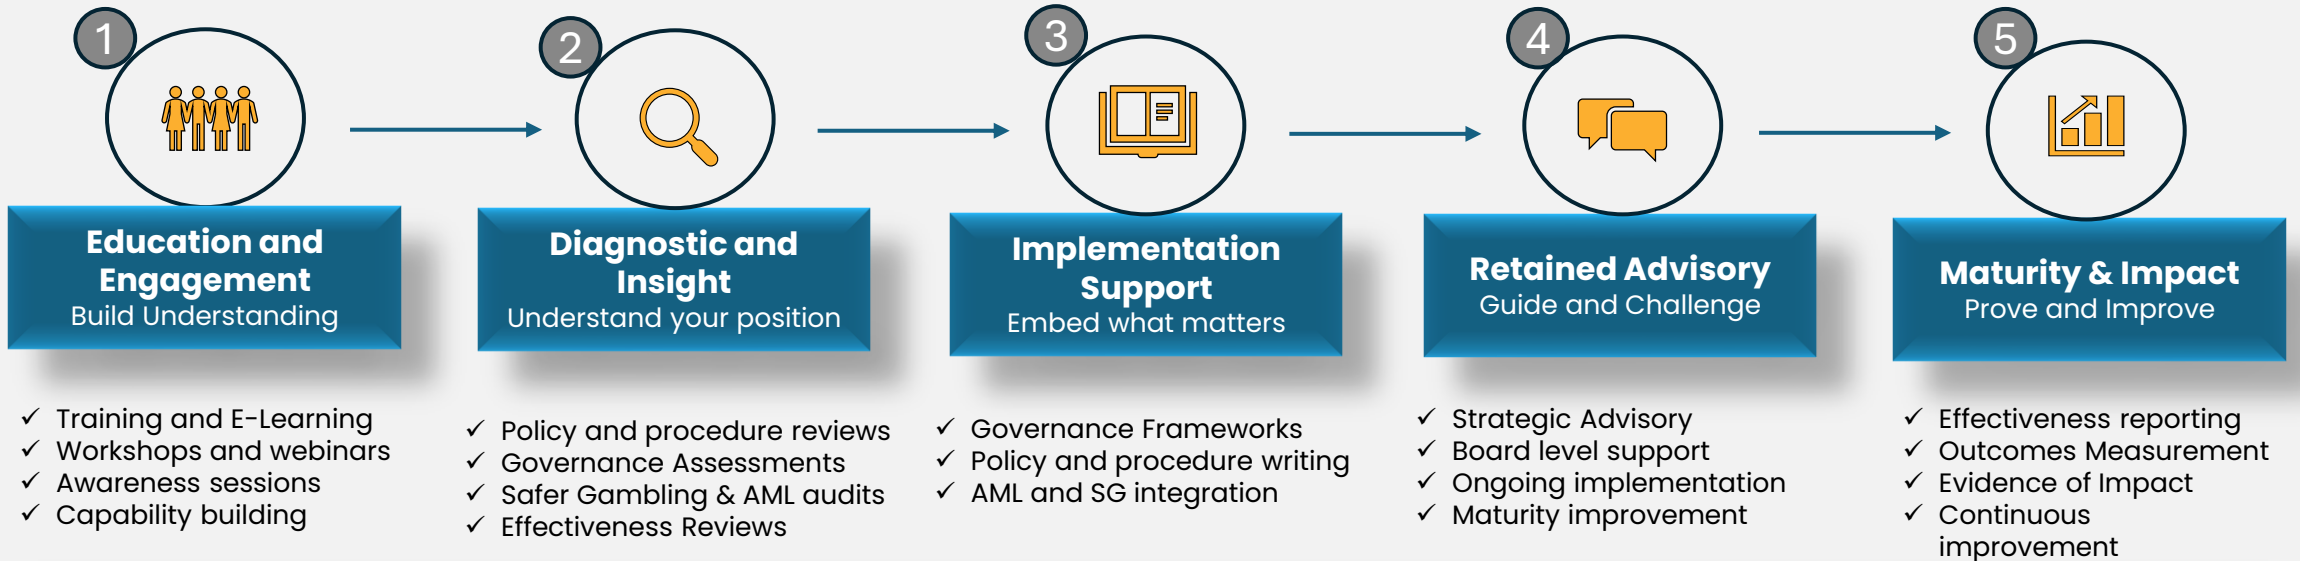 1
Education and
Engagement
Build Understanding
✓ Training and E-Learning
✓ Workshops and webinars
✓ Awareness sessions
✓ Capability building
2
Diagnostic and
Insight
Understand your position
✓ Policy and procedure reviews
✓ Governance Assessments
✓ Safer Gambling & AML audits
✓ Effectiveness Reviews
3
Implementation
Support
Embed what matters
✓ Governance Frameworks
✓ Policy and procedure writing
✓ AML and SG integration
4
Retained Advisory
Guide and Challenge
✓ Strategic Advisory
✓ Board level support
✓ Ongoing implementation
✓ Maturity improvement
5
Maturity & Impact
Prove and Improve
✓ Effectiveness reporting
✓ Outcomes Measurement
✓ Evidence of Impact
✓ Continuous
improvement